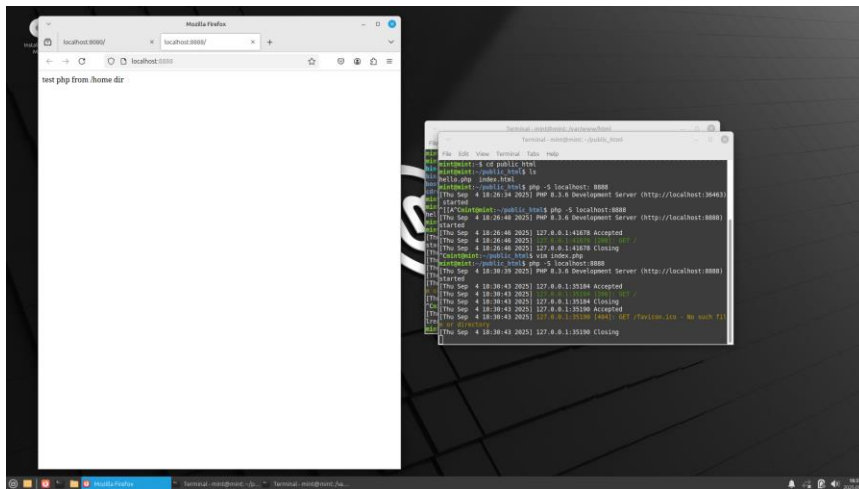 Mozilla Firefox
localhost:8080/
localhost:8888/
localhost:8888
test php from /home dir
Terminal - mint@mint: /var/www/html
Terminal - mint@mint: ~/public_html
File Edit View Terminal Tabs Help
mint@mint:~$ cd public_html
mint@mint:~/public_html$ ls
hello.php index.html
mint@mint:~/public_html$ php -S localhost: 8888
[Thu Sep 4 18:26:34 2025] PHP 8.3.6 Development Server (http://localhost:30463)
started
^[[A^Cmint@mint:~/public_html$ php -S localhost:8888
[Thu Sep 4 18:26:40 2025] PHP 8.3.6 Development Server (http://localhost:8888)
started
[Thu Sep 4 18:26:46 2025] 127.0.0.1:41678 Accepted
[Thu Sep 4 18:26:46 2025] 127.0.0.1:41678 [200]: GET /
[Thu Sep 4 18:26:46 2025] 127.0.0.1:41678 Closing
^Cmint@mint:~/public_html$ vim index.php
mint@mint:~/public_html$ php -S localhost:8888
[Thu Sep 4 18:30:39 2025] PHP 8.3.6 Development Server (http://localhost:8888)
started
[Thu Sep 4 18:30:43 2025] 127.0.0.1:35184 Accepted
[Thu Sep 4 18:30:43 2025] 127.0.0.1:35184 [200]: GET /
[Thu Sep 4 18:30:43 2025] 127.0.0.1:35184 Closing
[Thu Sep 4 18:30:43 2025] 127.0.0.1:35190 Accepted
[Thu Sep 4 18:30:43 2025] 127.0.0.1:35190 [404]: GET /favicon.ico - No such fil
e or directory
[Thu Sep 4 18:30:43 2025] 127.0.0.1:35190 Closing
Mozilla Firefox
Terminal - mint@mint: ~/p...
Terminal - mint@mint: /va...